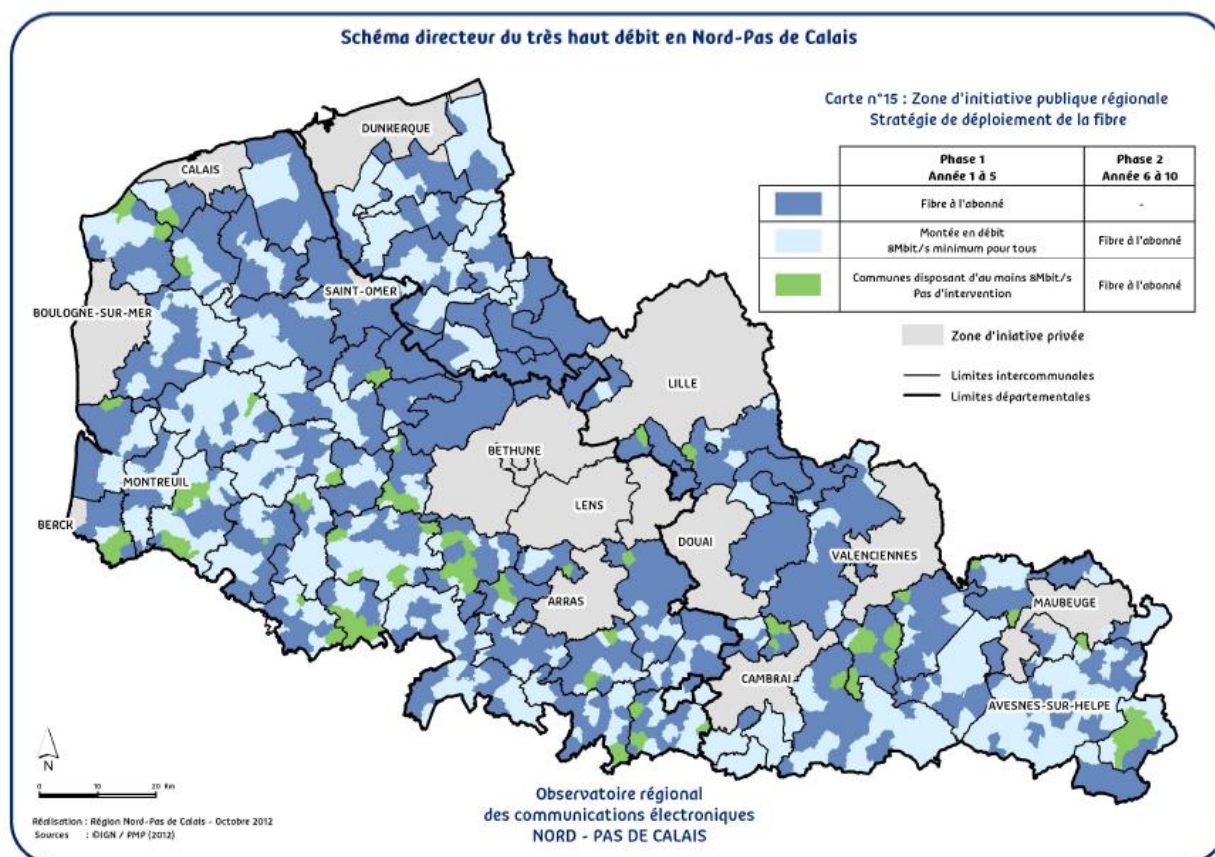 Schéma directeur du très haut débit en Nord-Pas de Calais
Carte n°15 : Zone d'initiative publique régionale
Stratégie de déploiement de la fibre
Phase 1
Année 1 à 5
Phase 2
Année 6 à 10
Fibre à l'abonné
-
Montée en débit
8Mbit/s minimum pour tous
Fibre à l'abonné
Communes disposant d'au moins 8Mbit/s
Pas d'intervention
Fibre à l'abonné
Zone d'iniative privée
Limites intercommunales
Limites départementales
DUNKERQUE
CALAIS
SAINT-OMER
BOULOGNE-SUR-MER
LILLE
BÉTHUNE
MONTREUIL
LENS
BERCK
DOUAI
VALENCIENNES
ARRAS
MAUBEUGE
CAMBRAI
AVESNES-SUR-HELPE
N
0 10 20 Km
Réalisation : Région Nord-Pas de Calais - Octobre 2012
Sources : ©IGN / PMP (2012)
Observatoire régional
des communications électroniques
NORD - PAS DE CALAIS